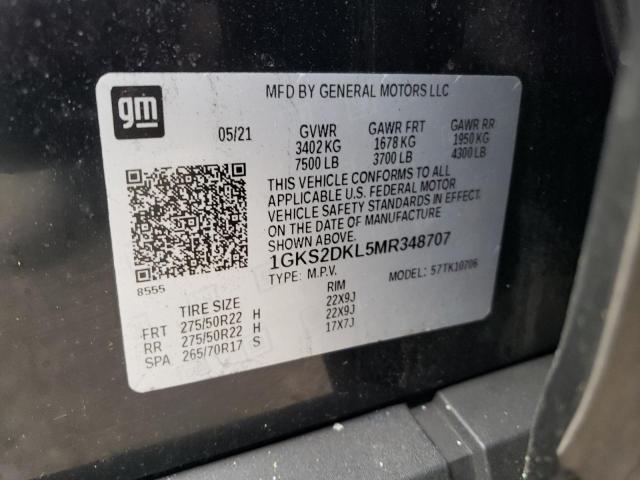 gm
MFD BY GENERAL MOTORS LLC
05/21 GVWR GAWR FRT GAWR RR
3402 KG 1678 KG 1950 KG
7500 LB 3700 LB 4300 LB
THIS VEHICLE CONFORMS TO ALL
APPLICABLE U.S. FEDERAL MOTOR
VEHICLE SAFETY STANDARDS IN EFFECT
ON THE DATE OF MANUFACTURE SHOWN
1GKS2DKL5MR348707
8555 TYPE: M.P.V. MODEL: 57TK10706
TIRE SIZE RIM
FRT 275/50R22 H 22X9J
RR 275/50R22 H 22X9J
SPA 265/70R17 S 17X7J